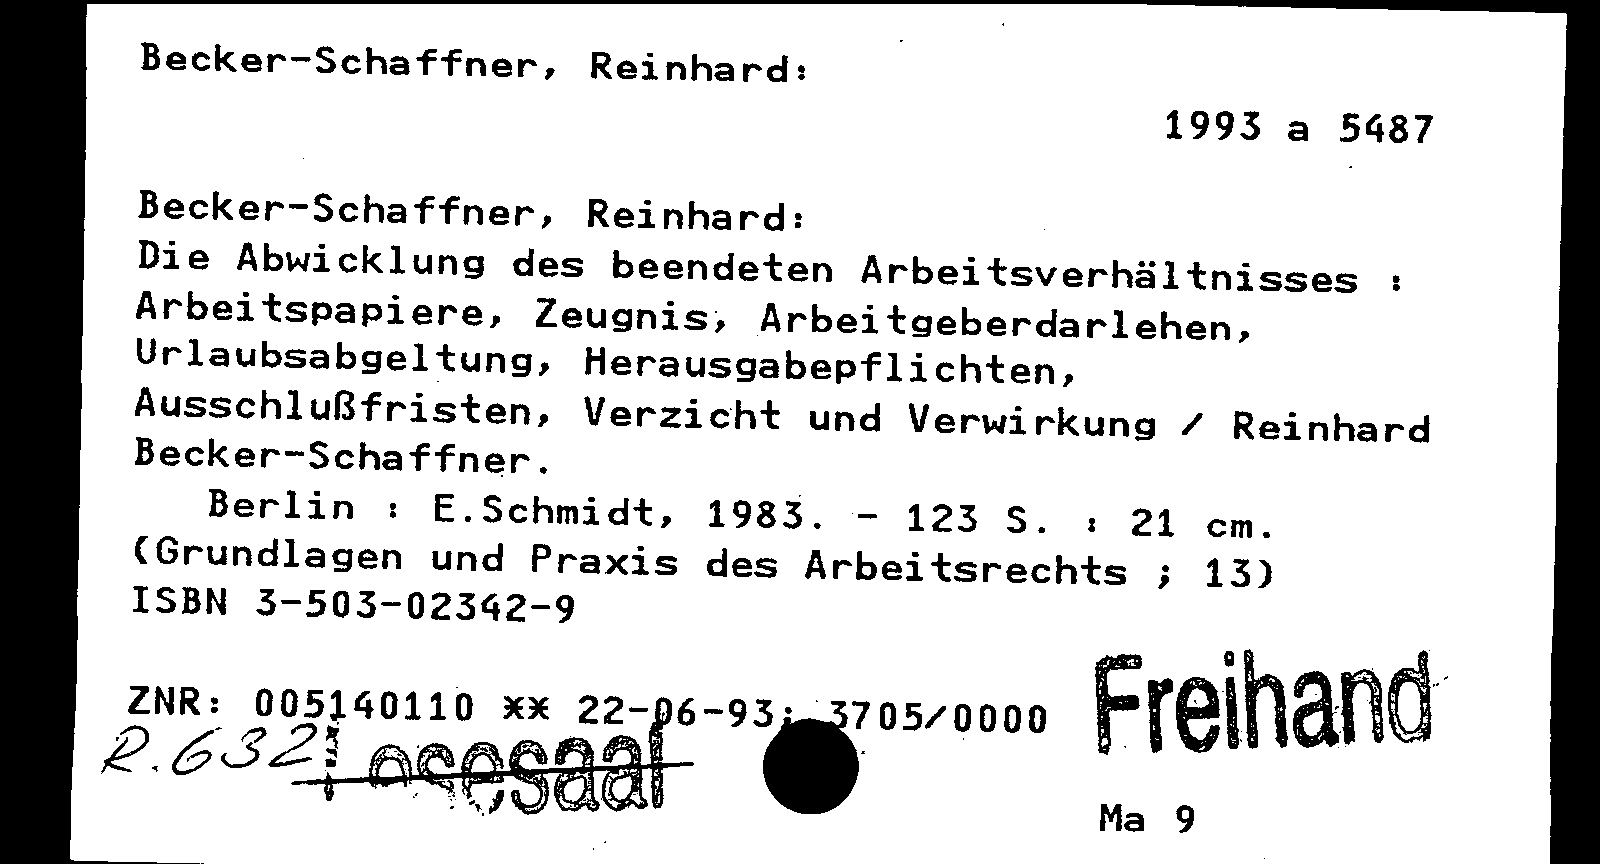 Becker-Schaffner, Reinhard:
1993 a 5487
Becker-Schaffner, Reinhard:
Die Abwicklung des beendeten Arbeitsverhältnisses :
Arbeitspapiere, Zeugnis, Arbeitgeberdarlehen,
Urlaubsabgeltung, Herausgabepflichten,
Ausschlußfristen, Verzicht und Verwirkung / Reinhard
Becker-Schaffner.
Berlin : E.Schmidt, 1983. - 123 S. : 21 cm.
(Grundlagen und Praxis des Arbeitsrechts ; 13)
ISBN 3-503-02342-9
ZNR: 005140110 ** 22-06-93; 3705/0000
Freihand
R.632 Lesesaal
Ma 9